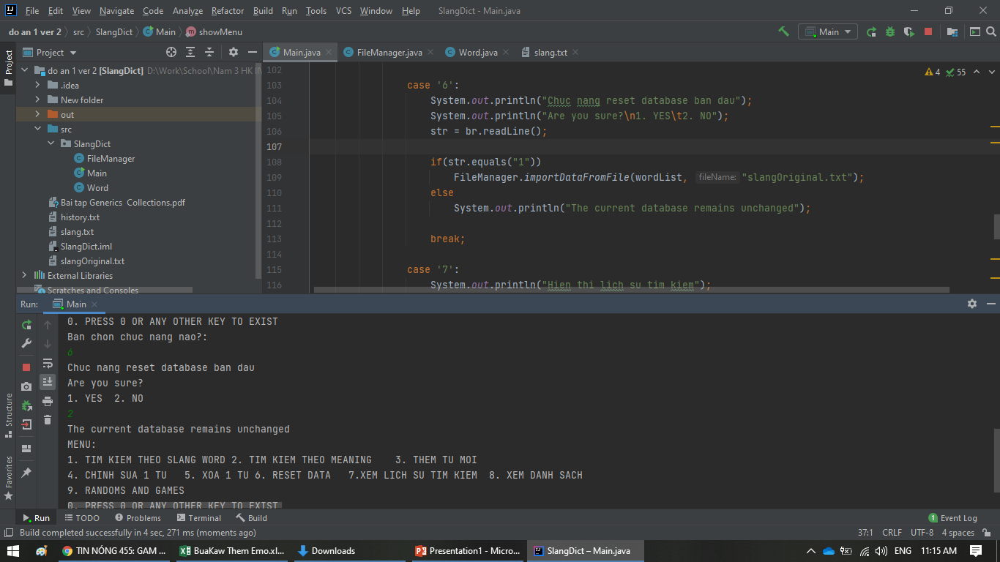 File Edit View Navigate Code Analyze Refactor Build Run Tools VCS Window Help SlangDict - Main.java
do an 1 ver 2 src SlangDict Main showMenu Main
Project Main.java FileManager.java Word.java slang.txt
Project
do an 1 ver 2 [SlangDict] D:\Work\School\Nam 3 HK II\
.idea
New folder
out
src
SlangDict
FileManager
Main
Word
Bai tap Generics Collections.pdf
history.txt
slang.txt
SlangDict.iml
slangOriginal.txt
External Libraries
Scratches and Consoles
4 55
102
103 case '6':
104 System.out.println("Chuc nang reset database ban dau");
105 System.out.println("Are you sure?\n1. YES\t2. NO");
106 str = br.readLine();
107
108 if(str.equals("1"))
109 FileManager.importDataFromFile(wordList, fileName: "slangOriginal.txt");
110 else
111 System.out.println("The current database remains unchanged");
112
113 break;
114
115 case '7':
116 System.out.println("Hien thi lich su tim kiem");
Run: Main
0. PRESS 0 OR ANY OTHER KEY TO EXIST
Ban chon chuc nang nao?:
6
Chuc nang reset database ban dau
Are you sure?
1. YES 2. NO
2
The current database remains unchanged
MENU:
1. TIM KIEM THEO SLANG WORD 2. TIM KIEM THEO MEANING 3. THEM TU MOI
4. CHINH SUA 1 TU 5. XOA 1 TU 6. RESET DATA 7.XEM LICH SU TIM KIEM 8. XEM DANH SACH
9. RANDOMS AND GAMES
0. PRESS 0 OR ANY OTHER KEY TO EXIST
Structure
Favorites
Run TODO Problems Terminal Build 1 Event Log
Build completed successfully in 4 sec, 271 ms (moments ago) 37:1 CRLF UTF-8 4 spaces
TIN NÓNG 455: GAM ... BuaKaw Them Emo.xl... Downloads Presentation1 - Micro... SlangDict – Main.java ENG 11:15 AM